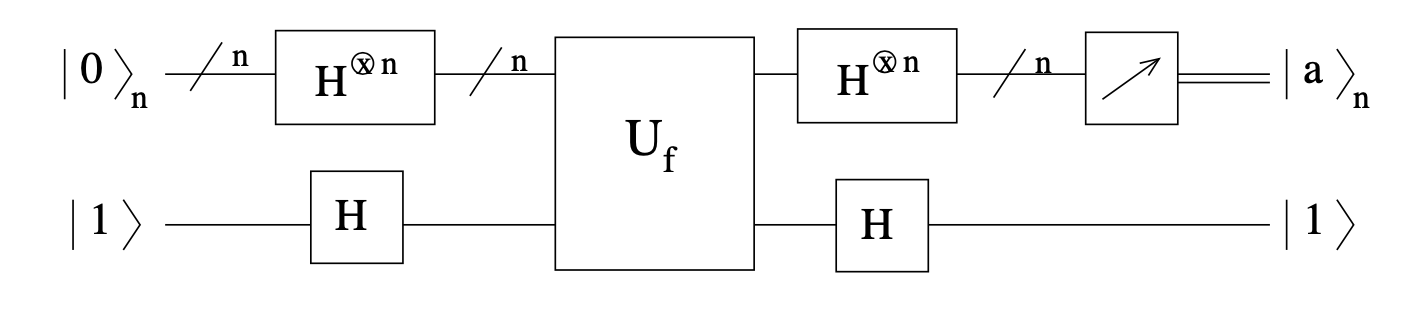 |0⟩n n H⊗n n Uf H⊗n n |a⟩n
|1⟩ H H |1⟩